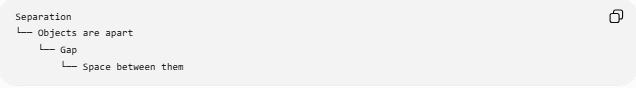 Separation
└── Objects are apart
    └── Gap
        └── Space between them